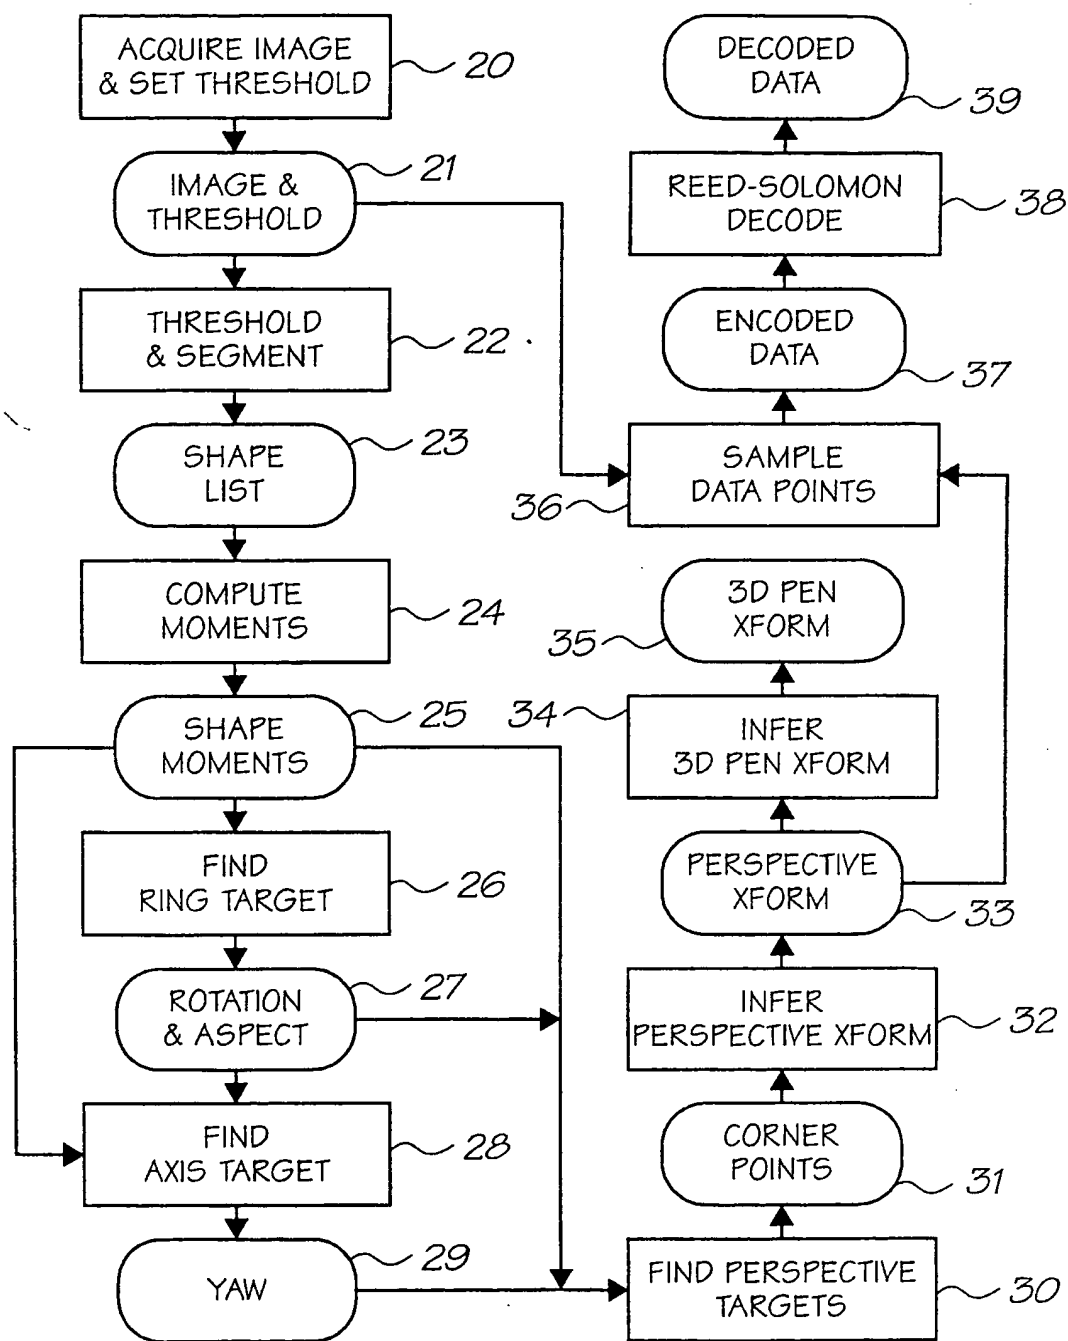 ACQUIRE IMAGE
& SET THRESHOLD
20
IMAGE &
THRESHOLD
21
THRESHOLD
& SEGMENT
22
SHAPE
LIST
23
COMPUTE
MOMENTS
24
SHAPE
MOMENTS
25
FIND
RING TARGET
26
ROTATION
& ASPECT
27
FIND
AXIS TARGET
28
YAW
29
FIND PERSPECTIVE
TARGETS
30
CORNER
POINTS
31
INFER
PERSPECTIVE XFORM
32
PERSPECTIVE
XFORM
33
INFER
3D PEN XFORM
34
3D PEN
XFORM
35
SAMPLE
DATA POINTS
36
ENCODED
DATA
37
REED-SOLOMON
DECODE
38
DECODED
DATA
39